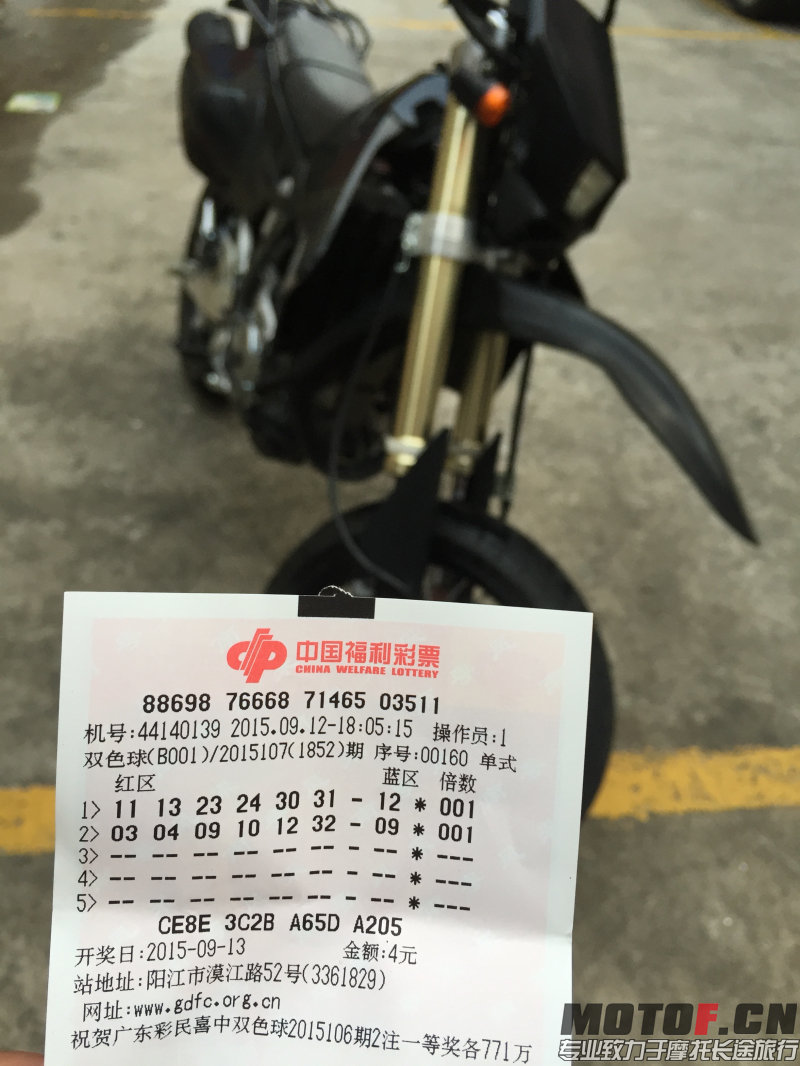 中国福利彩票
CHINA WELFARE LOTTERY
88698 76668 71465 03511
机号:44140139 2015.09.12-18:05:15 操作员:1
双色球(B001)/2015107(1852)期 序号:00160 单式
红区 蓝区 倍数
1> 11 13 23 24 30 31 - 12 * 001
2> 03 04 09 10 12 32 - 09 * 001
3> -- -- -- -- -- -- - -- * ---
4> -- -- -- -- -- -- - -- * ---
5> -- -- -- -- -- -- - -- * ---
CE8E 3C2B A65D A205
开奖日:2015-09-13 金额:4元
站地址:阳江市漠江路52号(3361829)
网址:www.gdfc.org.cn
祝贺广东彩民喜中双色球2015106期2注一等奖各771万
MOTOF.CN
专业致力于摩托长途旅行